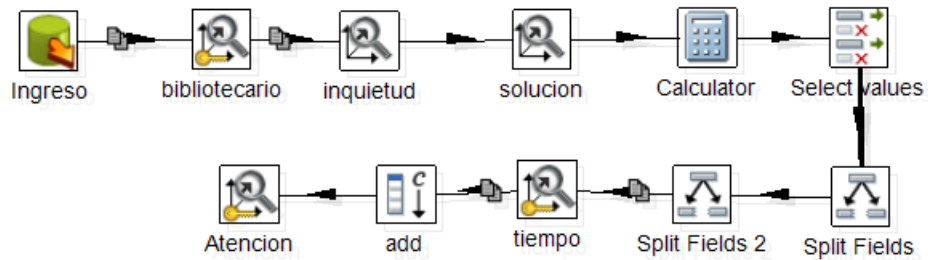 Ingreso
bibliotecario
inquietud
solucion
Calculator
Select values
Atencion
add
tiempo
Split Fields 2
Split Fields